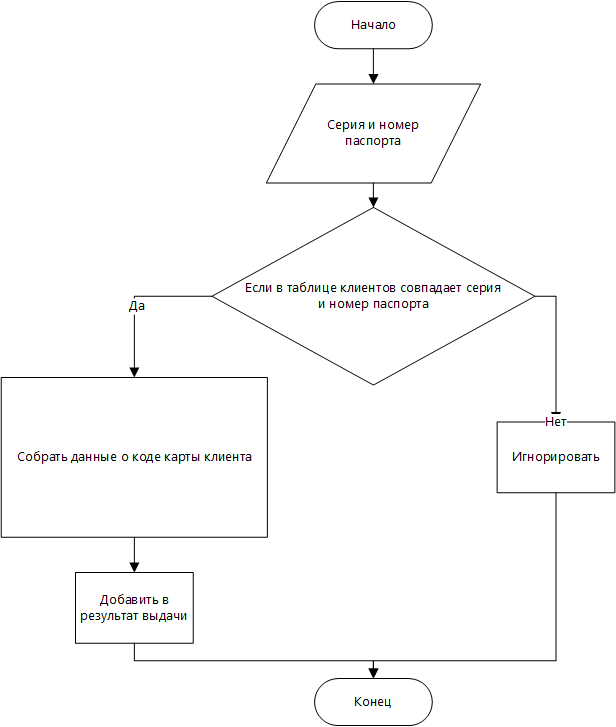 Начало
Серия и номер
паспорта
Если в таблице клиентов совпадает серия
и номер паспорта
Да
Нет
Собрать данные о коде карты клиента
Игнорировать
Добавить в
результат выдачи
Конец